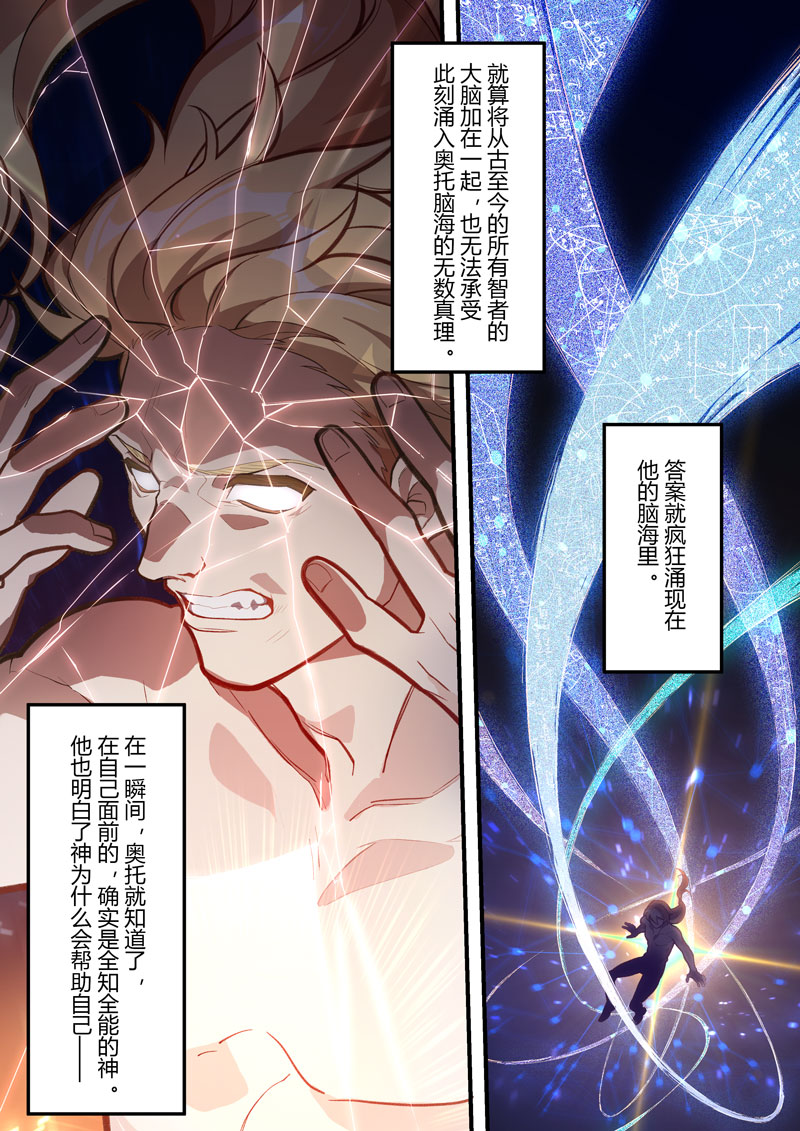 答案就疯狂涌现在
他的脑海里。
就算将从古至今的所有智者的
大脑加在一起，也无法承受
此刻涌入奥托脑海的无数真理。
在一瞬间，奥托就知道了，
在自己面前的，确实是全知全能的神。
他也明白了神为什么会帮助自己——